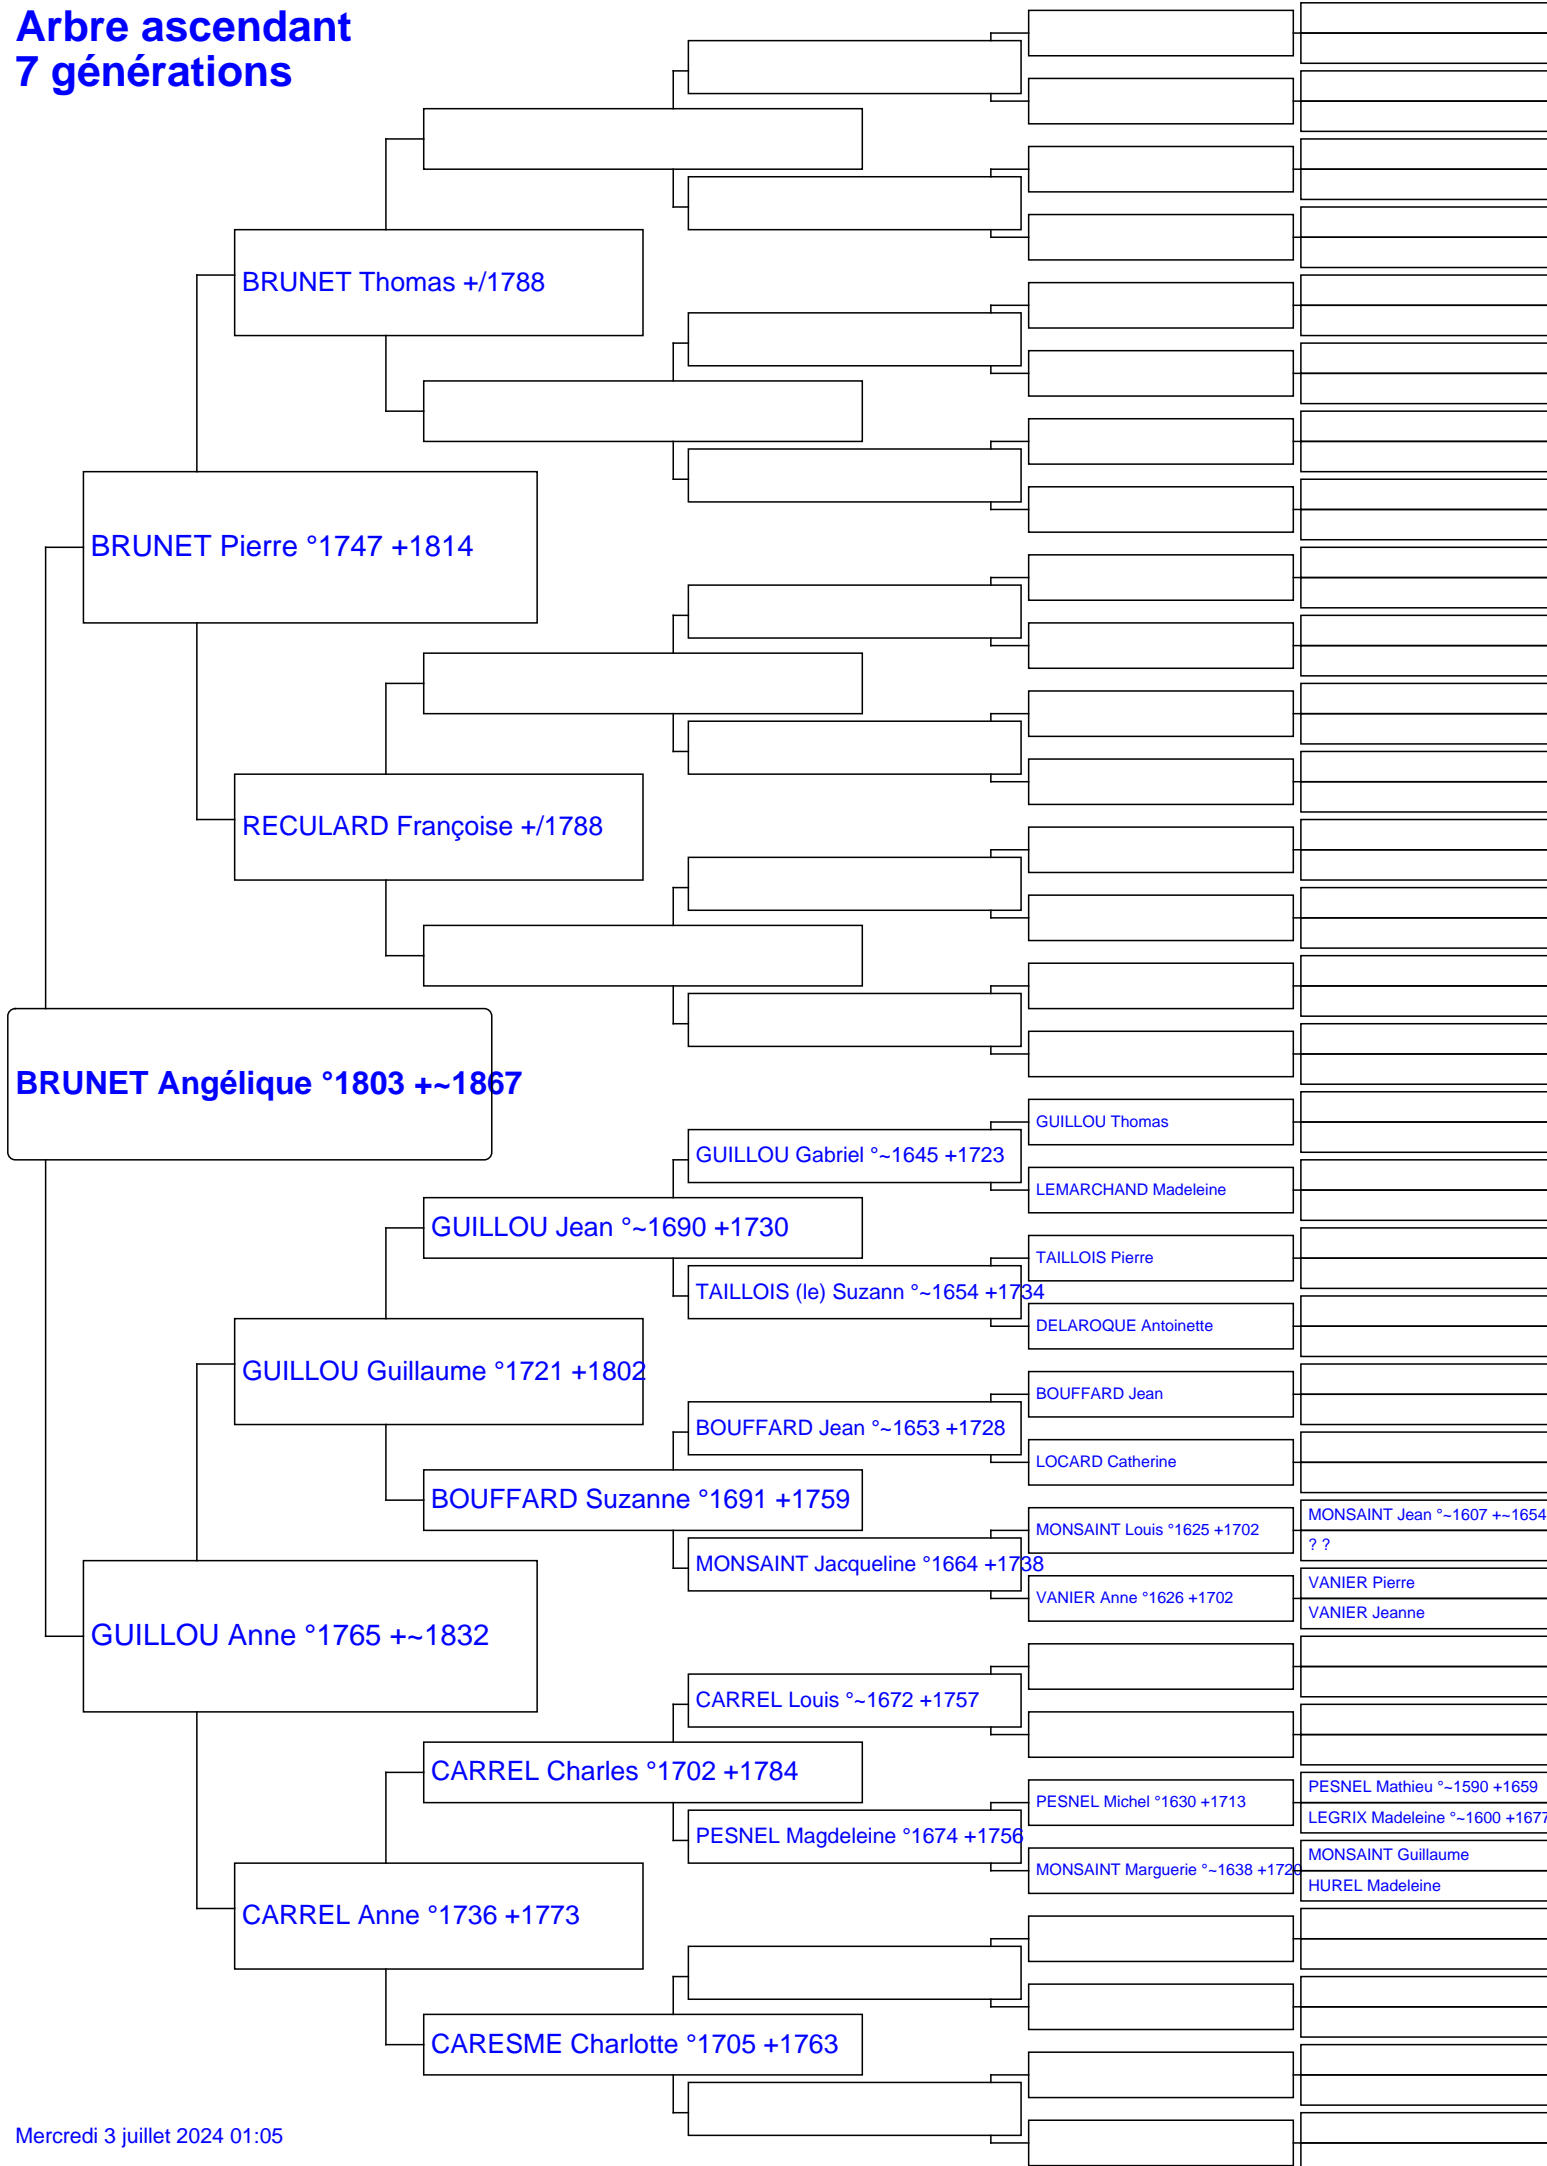 Arbre ascendant
7 générations
BRUNET Thomas +/1788
BRUNET Pierre °1747 +1814
RECULARD Françoise +/1788
BRUNET Angélique °1803 +~1867
GUILLOU Thomas
GUILLOU Gabriel °~1645 +1723
LEMARCHAND Madeleine
GUILLOU Jean °~1690 +1730
TAILLOIS Pierre
TAILLOIS (le) Suzann °~1654 +1734
DELAROQUE Antoinette
GUILLOU Guillaume °1721 +1802
BOUFFARD Jean
BOUFFARD Jean °~1653 +1728
LOCARD Catherine
BOUFFARD Suzanne °1691 +1759
MONSAINT Jean °~1607 +~1654
MONSAINT Louis °1625 +1702
? ?
MONSAINT Jacqueline °1664 +1738
VANIER Pierre
VANIER Anne °1626 +1702
VANIER Jeanne
GUILLOU Anne °1765 +~1832
CARREL Louis °~1672 +1757
CARREL Charles °1702 +1784
PESNEL Mathieu °~1590 +1659
PESNEL Michel °1630 +1713
LEGRIX Madeleine °~1600 +1677
PESNEL Magdeleine °1674 +1756
MONSAINT Guillaume
MONSAINT Marguerie °~1638 +1720
HUREL Madeleine
CARREL Anne °1736 +1773
CARESME Charlotte °1705 +1763
Mercredi 3 juillet 2024 01:05